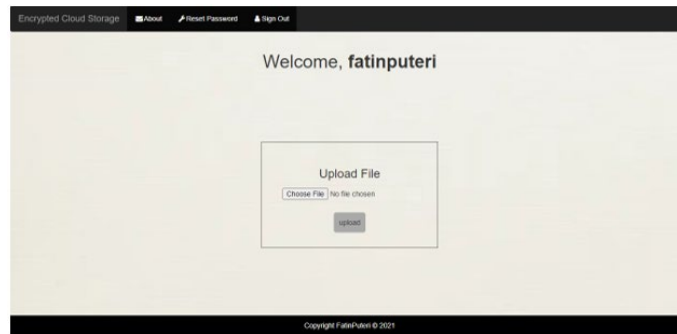 Encrypted Cloud Storage About Reset Password Sign Out
Welcome, fatinputeri
Upload File
Choose File No file chosen
upload
Copyright FatinPuteri © 2021